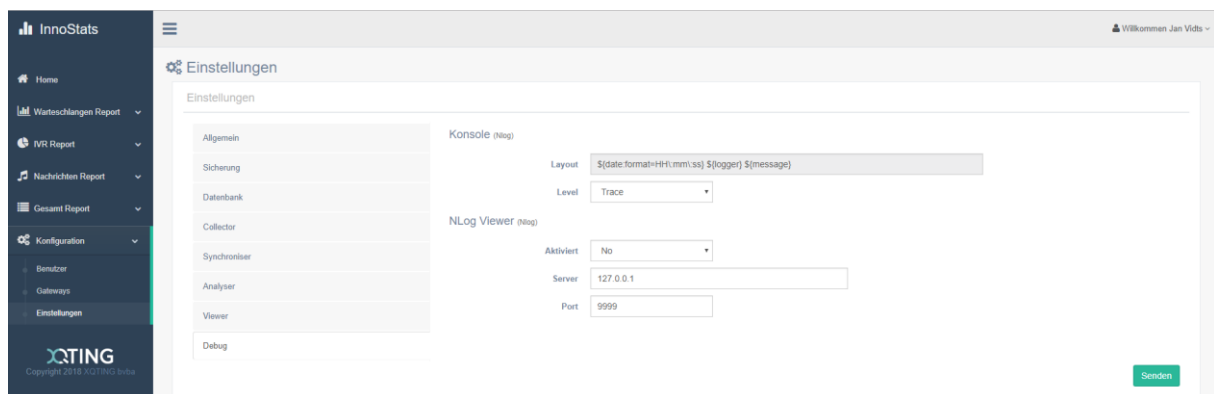 InnoStats
Willkommen Jan Vidts
Home
Warteschlangen Report
IVR Report
Nachrichten Report
Gesamt Report
Konfiguration
Benutzer
Gateways
Einstellungen
XQTING
Copyright 2018 XQTING bvba
Einstellungen
Einstellungen
Allgemein
Sicherung
Datenbank
Collector
Synchroniser
Analyser
Viewer
Debug
Konsole (Nlog)
Layout ${date:format=HH\:mm\:ss} ${logger} ${message}
Level Trace
NLog Viewer (Nlog)
Aktiviert No
Server 127.0.0.1
Port 9999
Senden